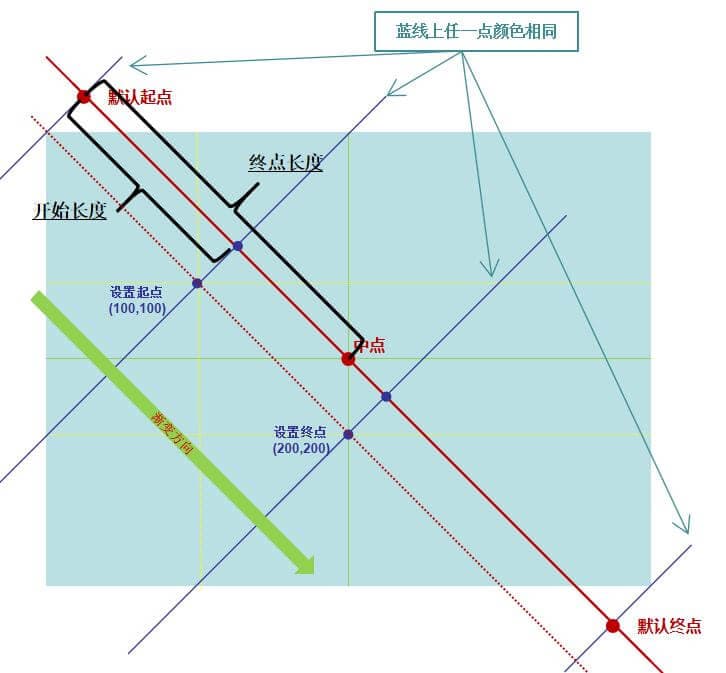 蓝线上任一点颜色相同
默认起点
终点长度
开始长度
设置起点
(100,100)
中点
渐变方向
设置终点
(200,200)
默认终点